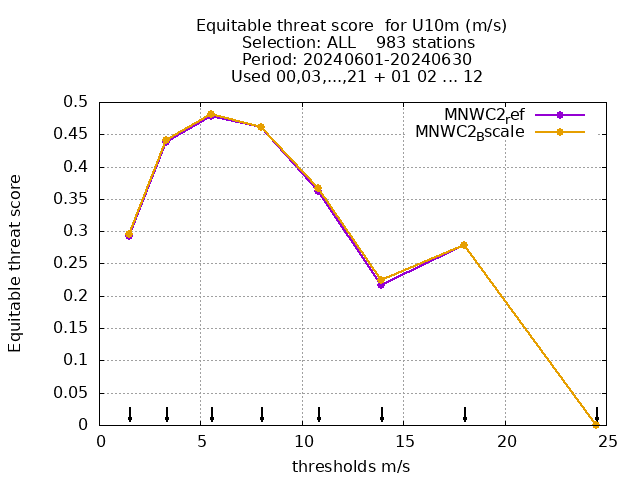 Equitable threat score  for U10m (m/s)
Selection: ALL    983 stations
Period: 20240601-20240630
Used 00,03,...,21 + 01 02 ... 12
MNWC2ref
MNWC2Bscale
Equitable threat score
0.5
0.45
0.4
0.35
0.3
0.25
0.2
0.15
0.1
0.05
0
0 5 10 15 20 25
thresholds m/s